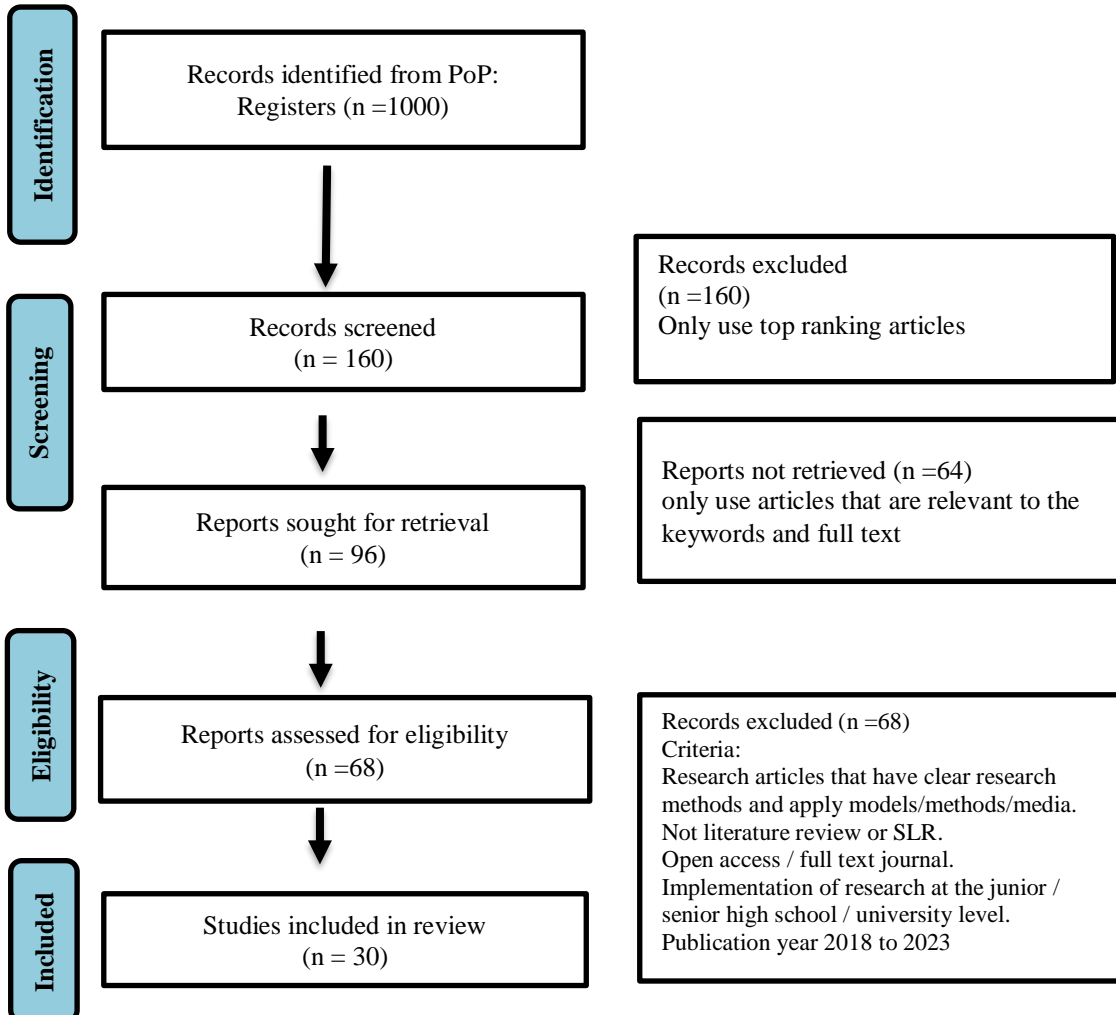 Identification
Records identified from PoP:
Registers (n =1000)
Screening
Records screened
(n = 160)
Records excluded
(n =160)
Only use top ranking articles
Reports sought for retrieval
(n = 96)
Reports not retrieved (n =64)
only use articles that are relevant to the
keywords and full text
Eligibility
Reports assessed for eligibility
(n =68)
Records excluded (n =68)
Criteria:
Research articles that have clear research
methods and apply models/methods/media.
Not literature review or SLR.
Open access / full text journal.
Implementation of research at the junior /
senior high school / university level.
Publication year 2018 to 2023
Included
Studies included in review
(n = 30)